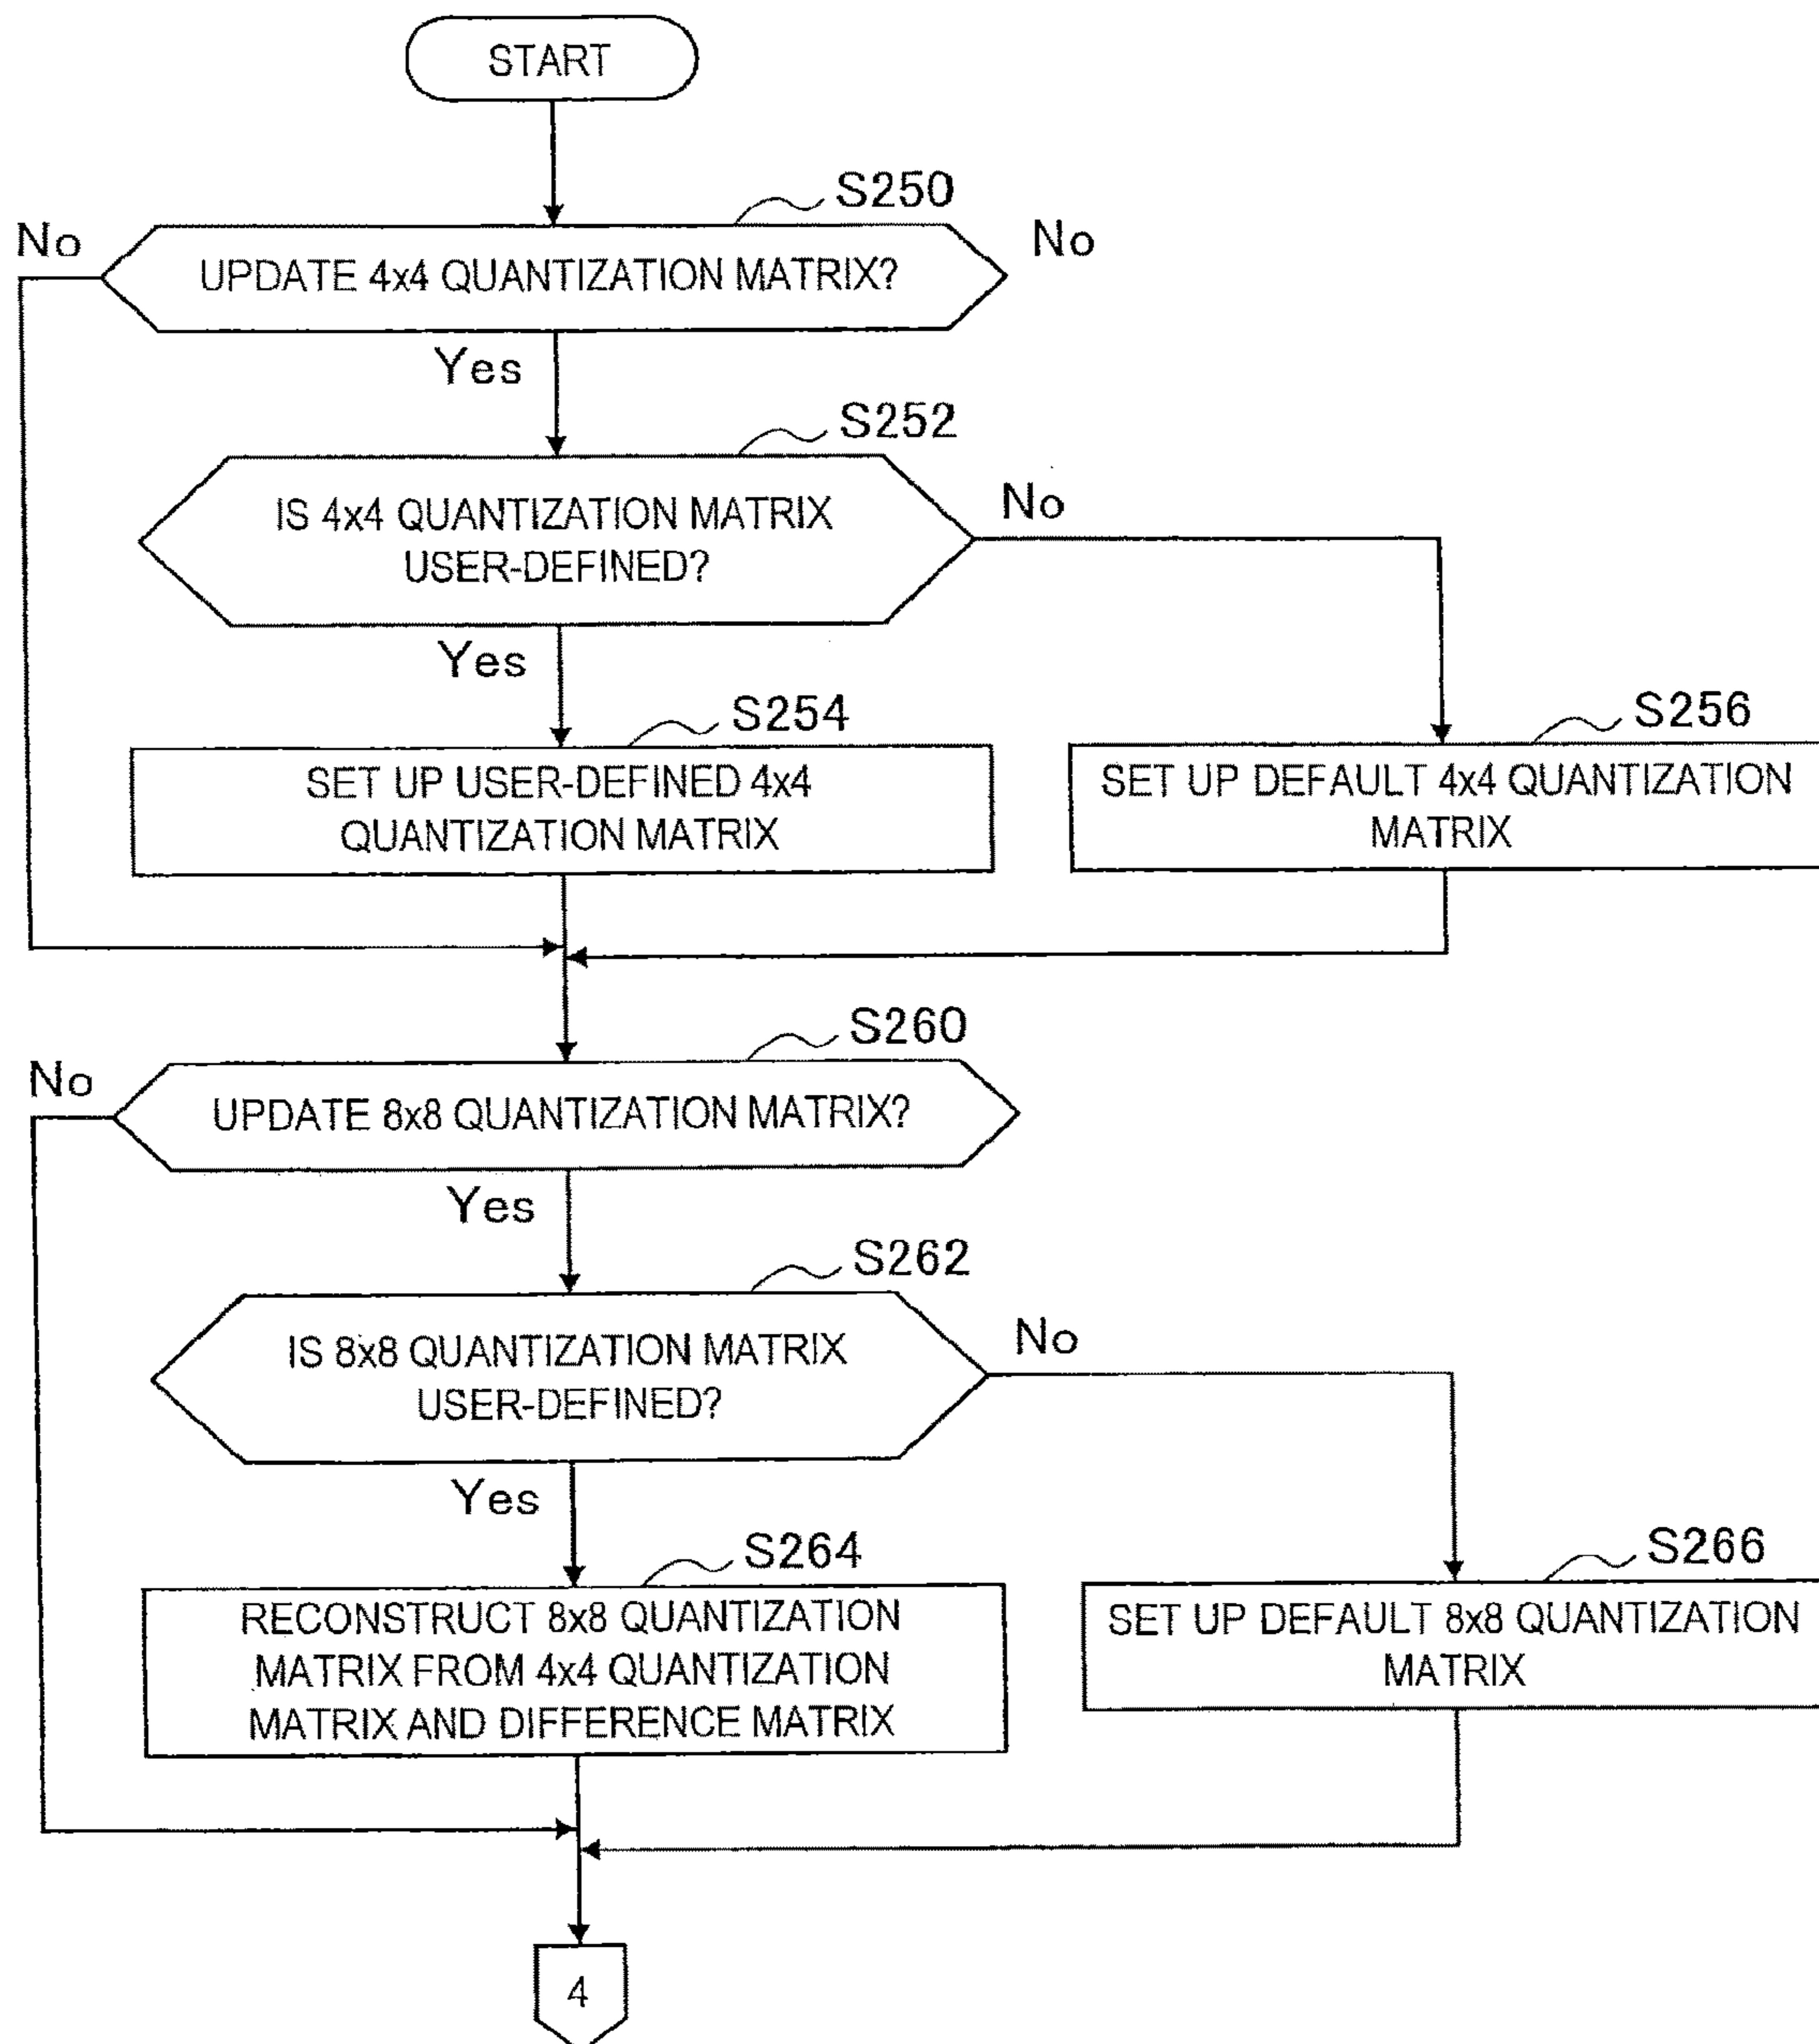 START
S250
No
No
UPDATE 4x4 QUANTIZATION MATRIX?
Yes
S252
IS 4x4 QUANTIZATION MATRIX
USER-DEFINED?
No
Yes
S254
S256
SET UP USER-DEFINED 4x4
QUANTIZATION MATRIX
SET UP DEFAULT 4x4 QUANTIZATION
MATRIX
S260
No
UPDATE 8x8 QUANTIZATION MATRIX?
Yes
S262
IS 8x8 QUANTIZATION MATRIX
USER-DEFINED?
No
Yes
S264
S266
RECONSTRUCT 8x8 QUANTIZATION
MATRIX FROM 4x4 QUANTIZATION
MATRIX AND DIFFERENCE MATRIX
SET UP DEFAULT 8x8 QUANTIZATION
MATRIX
4